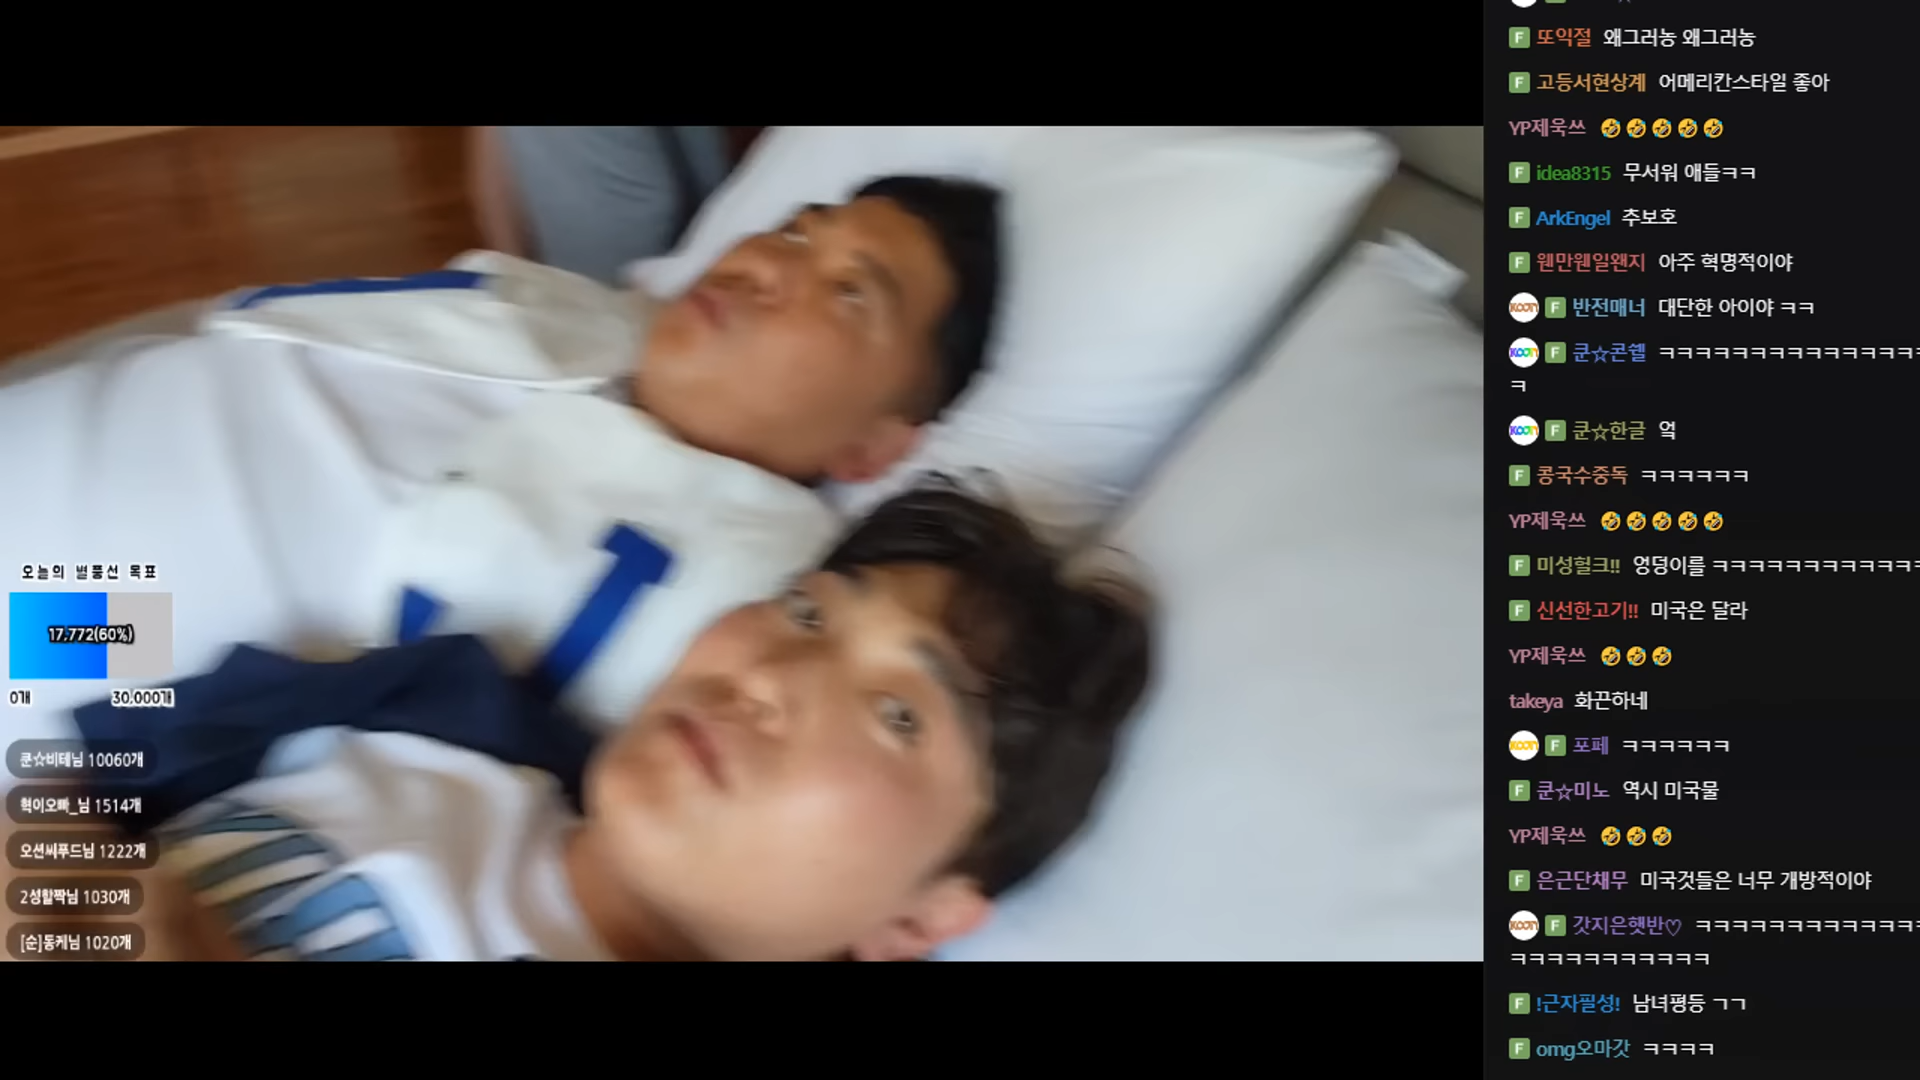 오늘의 별풍선 목표
17,772(60%)
0개 30,000개
쿤☆비테님 10060개
혁이오빠_님 1514개
오션씨푸드님 1222개
2성할짝님 1030개
[순]동케님 1020개
F 또익절 왜그러농 왜그러농
F 고등서현상계 어메리칸스타일 좋아
YP제욱쓰 🤣🤣🤣🤣🤣
F idea8315 무서워 애들ㅋㅋ
F ArkEngel 추보호
F 웬만웬일왠지 아주 혁명적이야
KOON F 반전매너 대단한 아이야 ㅋㅋ
KOON F 쿤☆콘쉘 ㅋㅋㅋㅋㅋㅋㅋㅋㅋㅋㅋㅋㅋㅋㅋ
ㅋ
KOON F 쿤☆한글 엌
F 콩국수중독 ㅋㅋㅋㅋㅋㅋ
YP제욱쓰 🤣🤣🤣🤣🤣
F 미성헐크!! 엉덩이를 ㅋㅋㅋㅋㅋㅋㅋㅋㅋㅋㅋㅋ
F 신선한고기!! 미국은 달라
YP제욱쓰 🤣🤣🤣
takeya 화끈하네
KOON F 포페 ㅋㅋㅋㅋㅋㅋ
F 쿤☆미노 역시 미국물
YP제욱쓰 🤣🤣🤣
F 은근단채무 미국것들은 너무 개방적이야
KOON F 갓지은햇반♡ ㅋㅋㅋㅋㅋㅋㅋㅋㅋㅋㅋㅋㅋ
ㅋㅋㅋㅋㅋㅋㅋㅋㅋㅋㅋ
F !근자필성! 남녀평등 ㄱㄱ
F omg오마갓 ㅋㅋㅋㅋ